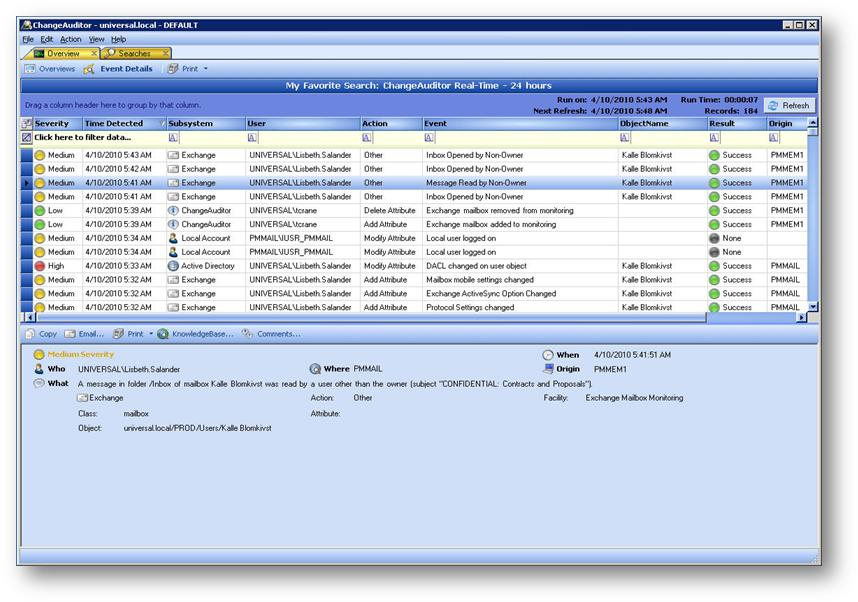 ChangeAuditor - universal.local - DEFAULT
File Edit Action View Help
Overview Searches
Overviews Event Details Print
My Favorite Search: ChangeAuditor Real-Time - 24 hours
Drag a column header here to group by that column.
Run on: 4/10/2010 5:43 AM Run Time: 00:00:07
Next Refresh: 4/10/2010 5:48 AM Records: 184
Refresh
Severity Time Detected Subsystem User Action Event ObjectName Result Origin
Click here to filter data...
Medium 4/10/2010 5:43 AM Exchange UNIVERSAL\Lisbeth.Salander Other Inbox Opened by Non-Owner Kalle Blomkivst Success PMMEM1
Medium 4/10/2010 5:42 AM Exchange UNIVERSAL\Lisbeth.Salander Other Inbox Opened by Non-Owner Kalle Blomkivst Success PMMEM1
Medium 4/10/2010 5:41 AM Exchange UNIVERSAL\Lisbeth.Salander Other Message Read by Non-Owner Kalle Blomkivst Success PMMEM1
Medium 4/10/2010 5:41 AM Exchange UNIVERSAL\Lisbeth.Salander Other Inbox Opened by Non-Owner Kalle Blomkivst Success PMMEM1
Low 4/10/2010 5:39 AM ChangeAuditor UNIVERSAL\tcrane Delete Attribute Exchange mailbox removed from monitoring Success PMMEM1
Low 4/10/2010 5:39 AM ChangeAuditor UNIVERSAL\tcrane Add Attribute Exchange mailbox added to monitoring Success PMMEM1
Medium 4/10/2010 5:34 AM Local Account PMMAIL\IUSR_PMMAIL Modify Attribute Local user logged on None
Medium 4/10/2010 5:34 AM Local Account PMMAIL\IUSR_PMMAIL Modify Attribute Local user logged on None
High 4/10/2010 5:33 AM Active Directory UNIVERSAL\Lisbeth.Salander Modify Attribute DACL changed on user object Kalle Blomkivst Success PMMAIL
Medium 4/10/2010 5:32 AM Exchange UNIVERSAL\Lisbeth.Salander Add Attribute Mailbox mobile settings changed Kalle Blomkivst Success PMMAIL
Medium 4/10/2010 5:32 AM Exchange UNIVERSAL\Lisbeth.Salander Add Attribute Exchange ActiveSync Option Changed Kalle Blomkivst Success PMMAIL
Medium 4/10/2010 5:32 AM Exchange UNIVERSAL\Lisbeth.Salander Add Attribute Protocol Settings changed Kalle Blomkivst Success PMMAIL
Copy Email... Print KnowledgeBase... Comments...
Medium Severity When 4/10/2010 5:41:51 AM
Who UNIVERSAL\Lisbeth.Salander Where PMMAIL Origin PMMEM1
What A message in folder /Inbox of mailbox Kalle Blomkivst was read by a user other than the owner (subject "CONFIDENTIAL: Contracts and Proposals").
Exchange Action: Other Facility: Exchange Mailbox Monitoring
Class: mailbox Attribute:
Object: universal.local/PROD/Users/Kalle Blomkivst